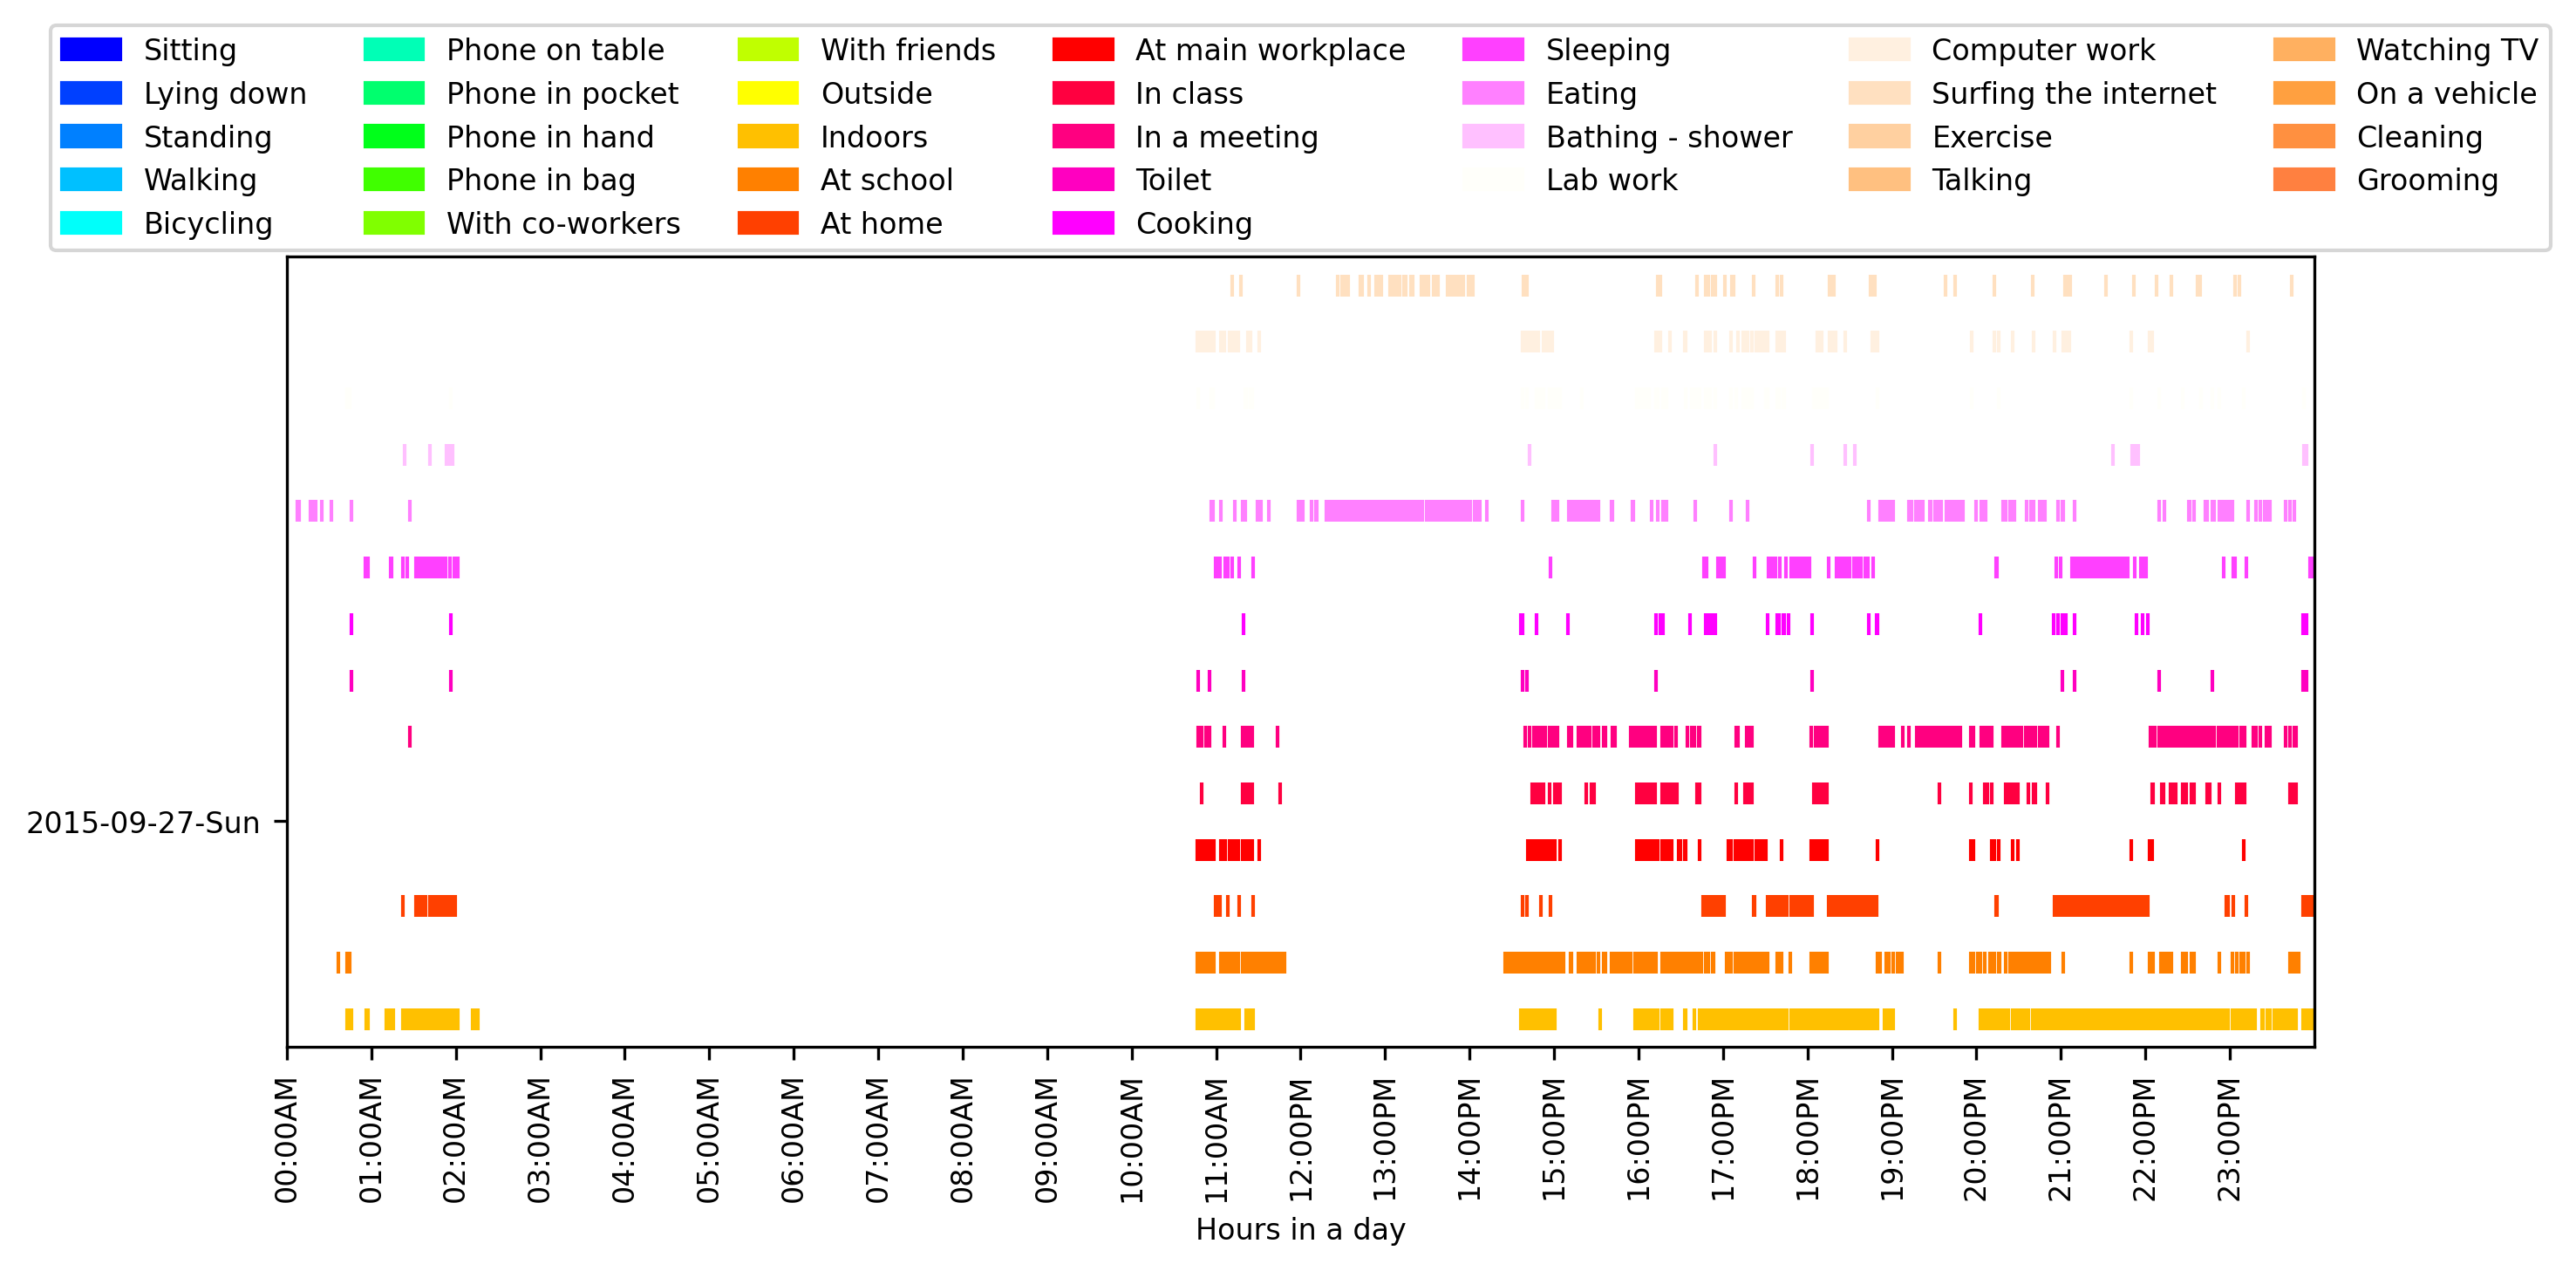 Sitting
Lying down
Standing
Walking
Bicycling
Phone on table
Phone in pocket
Phone in hand
Phone in bag
With co-workers
With friends
Outside
Indoors
At school
At home
At main workplace
In class
In a meeting
Toilet
Cooking
Sleeping
Eating
Bathing - shower
Lab work
Computer work
Surfing the internet
Exercise
Talking
Watching TV
On a vehicle
Cleaning
Grooming
2015-09-27-Sun
00:00AM
01:00AM
02:00AM
03:00AM
04:00AM
05:00AM
06:00AM
07:00AM
08:00AM
09:00AM
10:00AM
11:00AM
12:00PM
13:00PM
14:00PM
15:00PM
16:00PM
17:00PM
18:00PM
19:00PM
20:00PM
21:00PM
22:00PM
23:00PM
Hours in a day